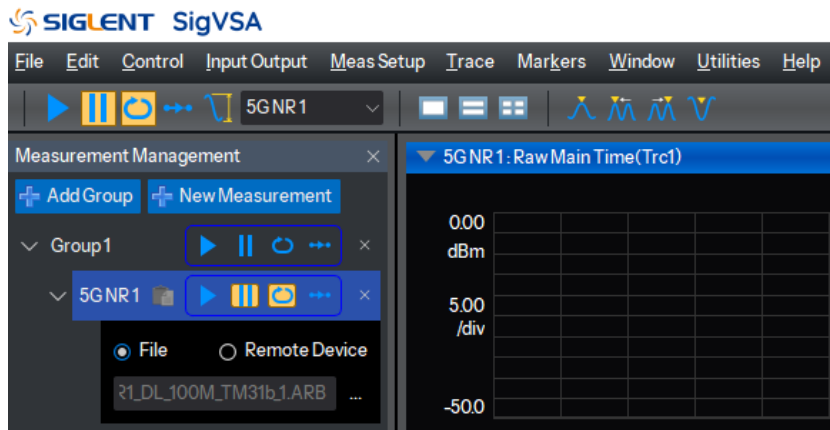 SIGLENT SigVSA
File Edit Control Input Output Meas Setup Trace Markers Window Utilities Help
5G NR 1
Measurement Management
5G NR 1 : Raw Main Time(Trc1)
Add Group New Measurement
Group1
5G NR 1
File Remote Device
R1_DL_100M_TM31b_1.ARB ...
0.00
dBm
5.00
/div
-50.0